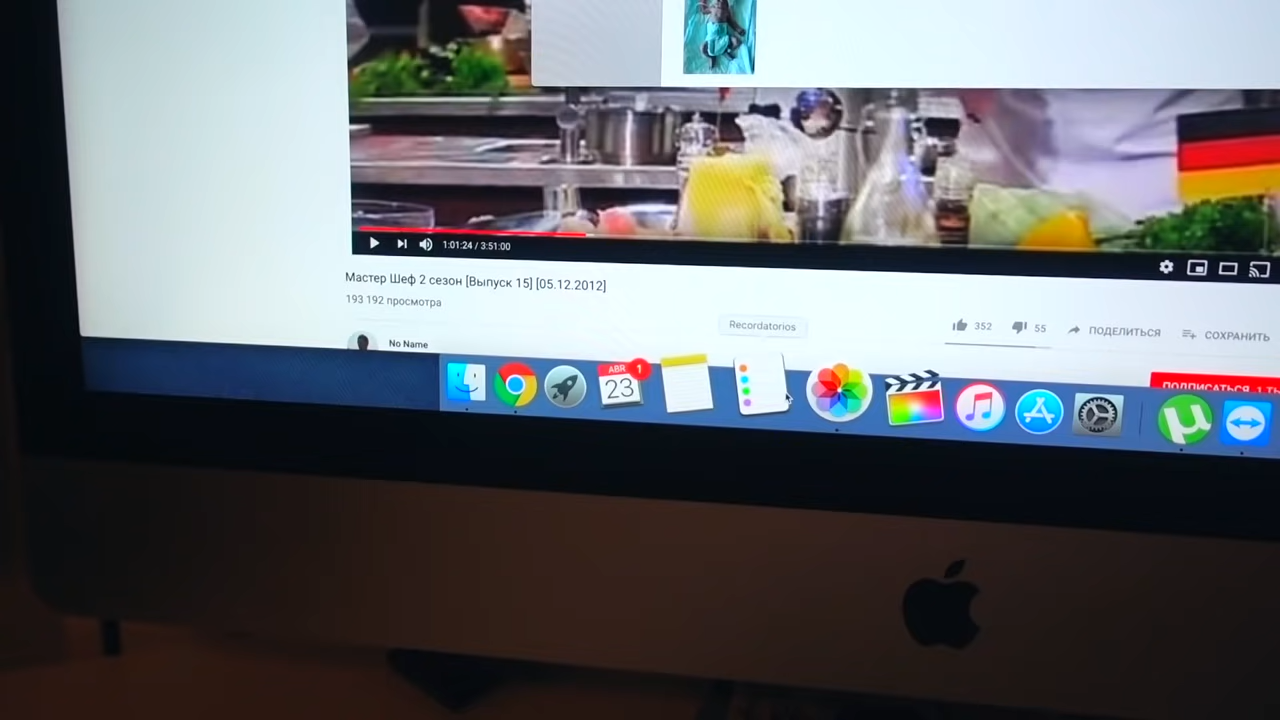 1:01:24 / 3:51:00
Мастер Шеф 2 сезон [Выпуск 15] [05.12.2012]
193 192 просмотра
352
55
ПОДЕЛИТЬСЯ
СОХРАНИТЬ
Recordatorios
No Name
ПОДПИСАТЬСЯ
ABR
1
23